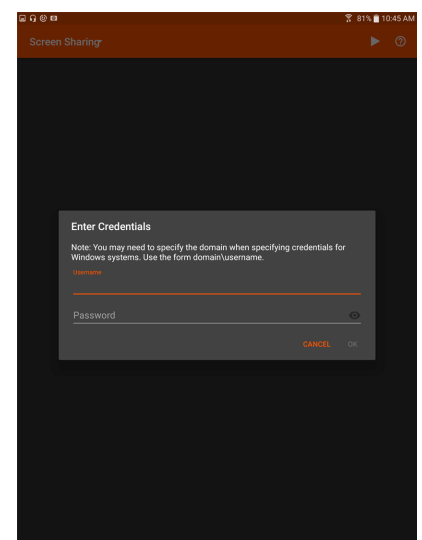 81% 10:45 AM
Screen Sharing
Enter Credentials
Note: You may need to specify the domain when specifying credentials for
Windows systems. Use the form domain\username.
Username
Password
CANCEL OK